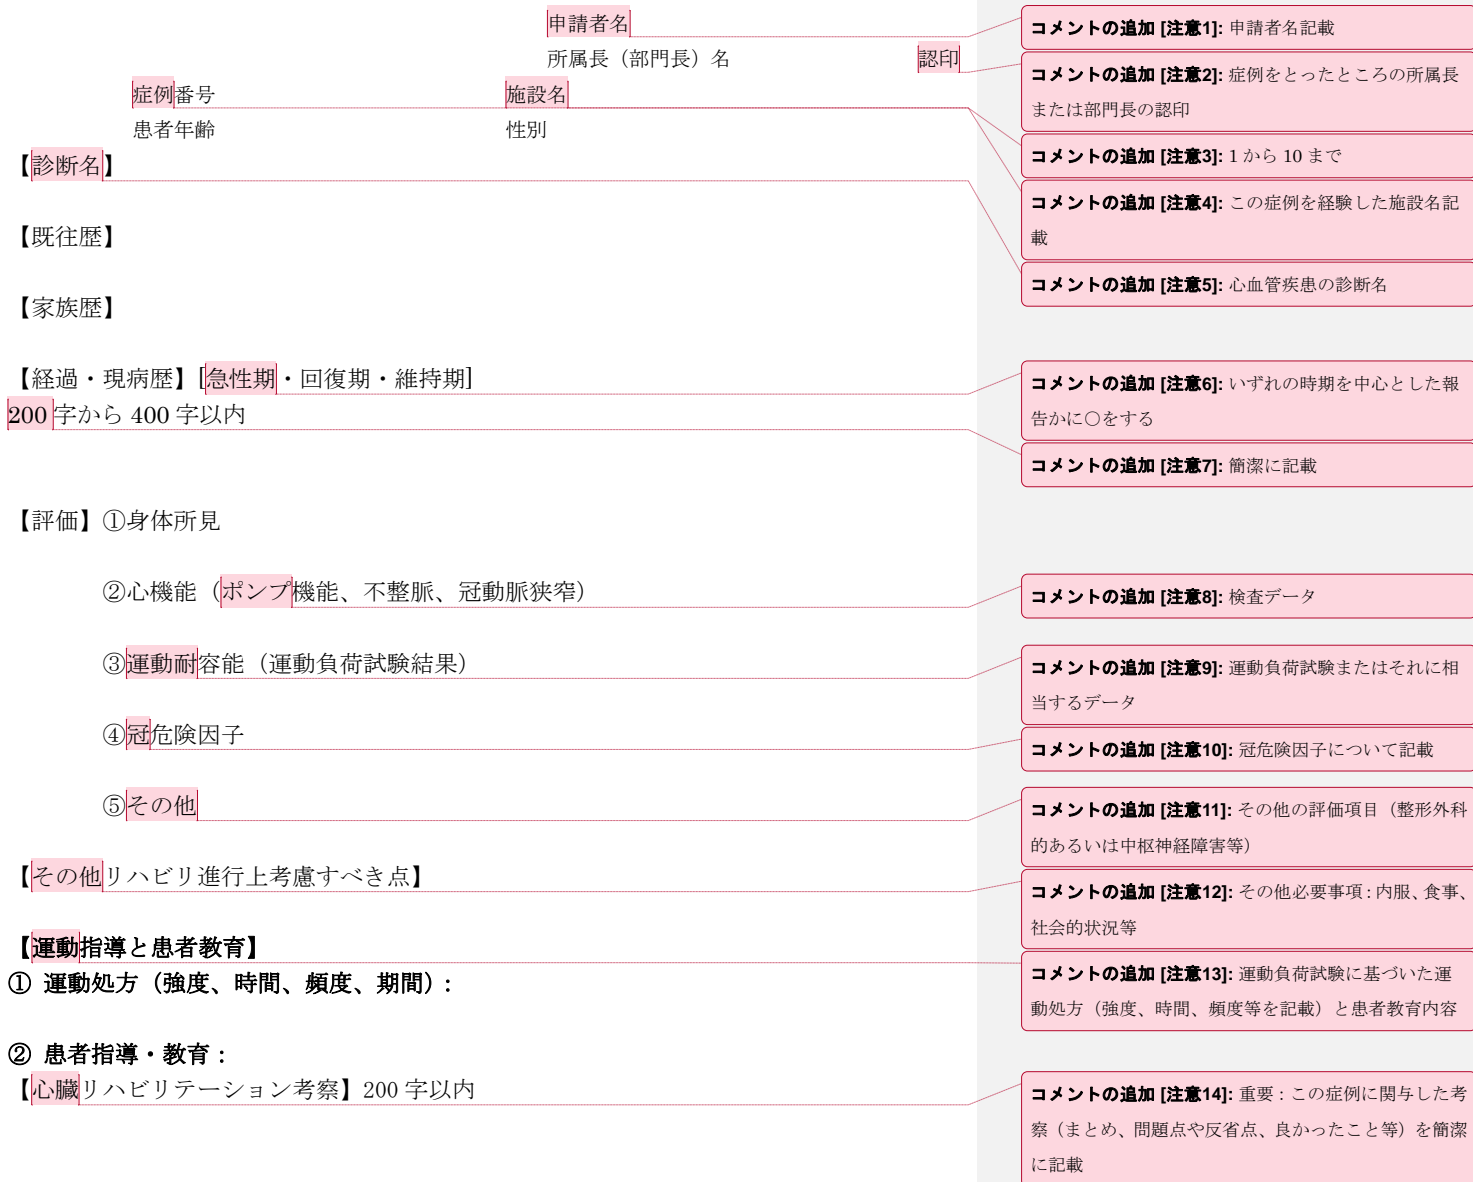 申請者名
所属長（部門長）名 認印
症例番号 施設名
患者年齢 性別
【診断名】
【既往歴】
【家族歴】
【経過・現病歴】[急性期・回復期・維持期]
200 字から 400 字以内
【評価】①身体所見
②心機能（ポンプ機能、不整脈、冠動脈狭窄）
③運動耐容能（運動負荷試験結果）
④冠危険因子
⑤その他
【その他リハビリ進行上考慮すべき点】
【運動指導と患者教育】
① 運動処方（強度、時間、頻度、期間）：
② 患者指導・教育：
【心臓リハビリテーション考察】200 字以内
コメントの追加 [注意1]: 申請者名記載
コメントの追加 [注意2]: 症例をとったところの所属長
または部門長の認印
コメントの追加 [注意3]: 1 から 10 まで
コメントの追加 [注意4]: この症例を経験した施設名記
載
コメントの追加 [注意5]: 心血管疾患の診断名
コメントの追加 [注意6]: いずれの時期を中心とした報
告かに〇をする
コメントの追加 [注意7]: 簡潔に記載
コメントの追加 [注意8]: 検査データ
コメントの追加 [注意9]: 運動負荷試験またはそれに相
当するデータ
コメントの追加 [注意10]: 冠危険因子について記載
コメントの追加 [注意11]: その他の評価項目（整形外科
的あるいは中枢神経障害等）
コメントの追加 [注意12]: その他必要事項：内服、食事、
社会的状況等
コメントの追加 [注意13]: 運動負荷試験に基づいた運
動処方（強度、時間、頻度等を記載）と患者教育内容
コメントの追加 [注意14]: 重要：この症例に関与した考
察（まとめ、問題点や反省点、良かったこと等）を簡潔
に記載